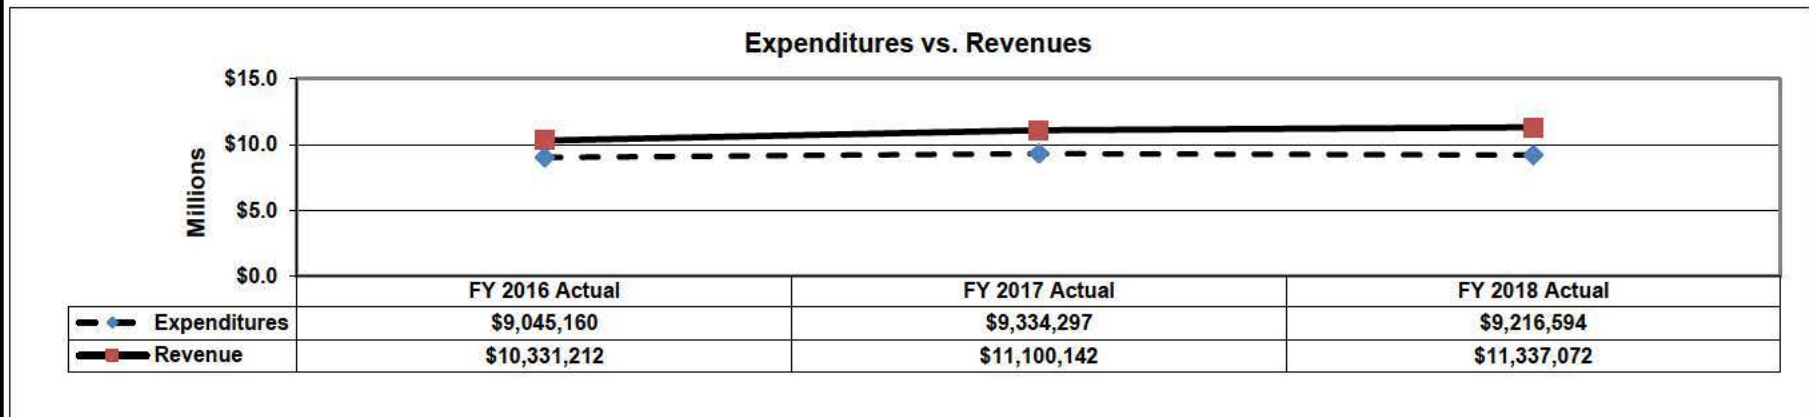 Expenditures vs. Revenues
$15.0
$10.0
$5.0
$0.0
Millions
FY 2016 Actual FY 2017 Actual FY 2018 Actual
Expenditures $9,045,160 $9,334,297 $9,216,594
Revenue $10,331,212 $11,100,142 $11,337,072